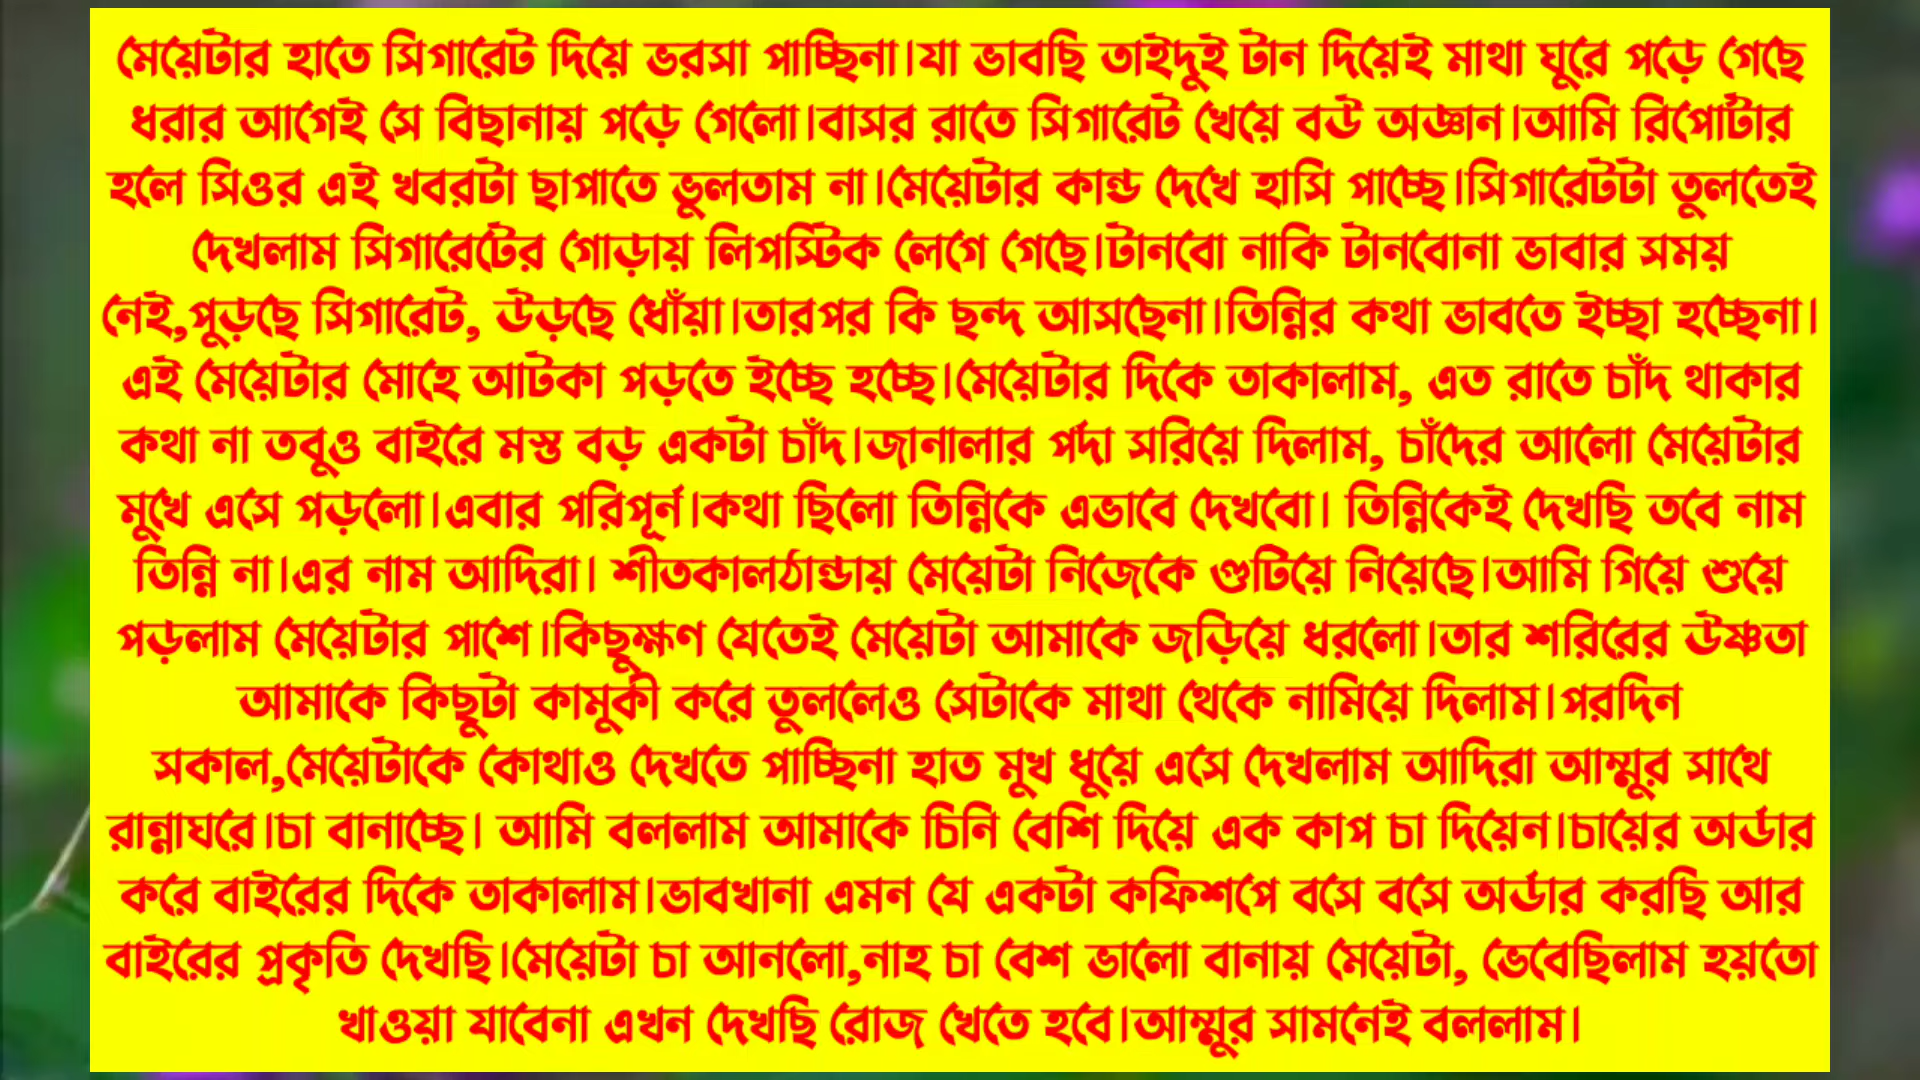 মেয়েটার হাতে সিগারেট দিয়ে ভরসা পাচ্ছিনা।যা ভাবছি তাইদুই টান দিয়েই মাথা ঘুরে পড়ে গেছে
ধরার আগেই সে বিছানায় পড়ে গেলো।বাসর রাতে সিগারেট খেয়ে বউ অজ্ঞান।আমি রিপোর্টার
হলে সিওর এই খবরটা ছাপাতে ভুলতাম না।মেয়েটার কান্ড দেখে হাসি পাচ্ছে।সিগারেটটা তুলতেই
দেখলাম সিগারেটের গোড়ায় লিপস্টিক লেগে গেছে।টানবো নাকি টানবোনা ভাবার সময়
নেই,পুড়ছে সিগারেট, উড়ছে ধোঁয়া।তারপর কি ছন্দ আসছেনা।তিন্নির কথা ভাবতে ইচ্ছা হচ্ছেনা।
এই মেয়েটার মোহে আটকা পড়তে ইচ্ছে হচ্ছে।মেয়েটার দিকে তাকালাম, এত রাতে চাঁদ থাকার
কথা না তবুও বাইরে মস্ত বড় একটা চাঁদ।জানালার পর্দা সরিয়ে দিলাম, চাঁদের আলো মেয়েটার
মুখে এসে পড়লো।এবার পরিপূর্ন।কথা ছিলো তিন্নিকে এভাবে দেখবো। তিন্নিকেই দেখছি তবে নাম
তিন্নি না।এর নাম আদিরা। শীতকালঠান্ডায় মেয়েটা নিজেকে গুটিয়ে নিয়েছে।আমি গিয়ে শুয়ে
পড়লাম মেয়েটার পাশে।কিছুক্ষণ যেতেই মেয়েটা আমাকে জড়িয়ে ধরলো।তার শরিরের উষ্ণতা
আমাকে কিছুটা কামুকী করে তুললেও সেটাকে মাথা থেকে নামিয়ে দিলাম।পরদিন
সকাল,মেয়েটাকে কোথাও দেখতে পাচ্ছিনা হাত মুখ ধুয়ে এসে দেখলাম আদিরা আম্মুর সাথে
রান্নাঘরে।চা বানাচ্ছে। আমি বললাম আমাকে চিনি বেশি দিয়ে এক কাপ চা দিয়েন।চায়ের অর্ডার
করে বাইরের দিকে তাকালাম।ভাবখানা এমন যে একটা কফিশপে বসে বসে অর্ডার করছি আর
বাইরের প্রকৃতি দেখছি।মেয়েটা চা আনলো,নাহ চা বেশ ভালো বানায় মেয়েটা, ভেবেছিলাম হয়তো
খাওয়া যাবেনা এখন দেখছি রোজ খেতে হবে।আম্মুর সামনেই বললাম।